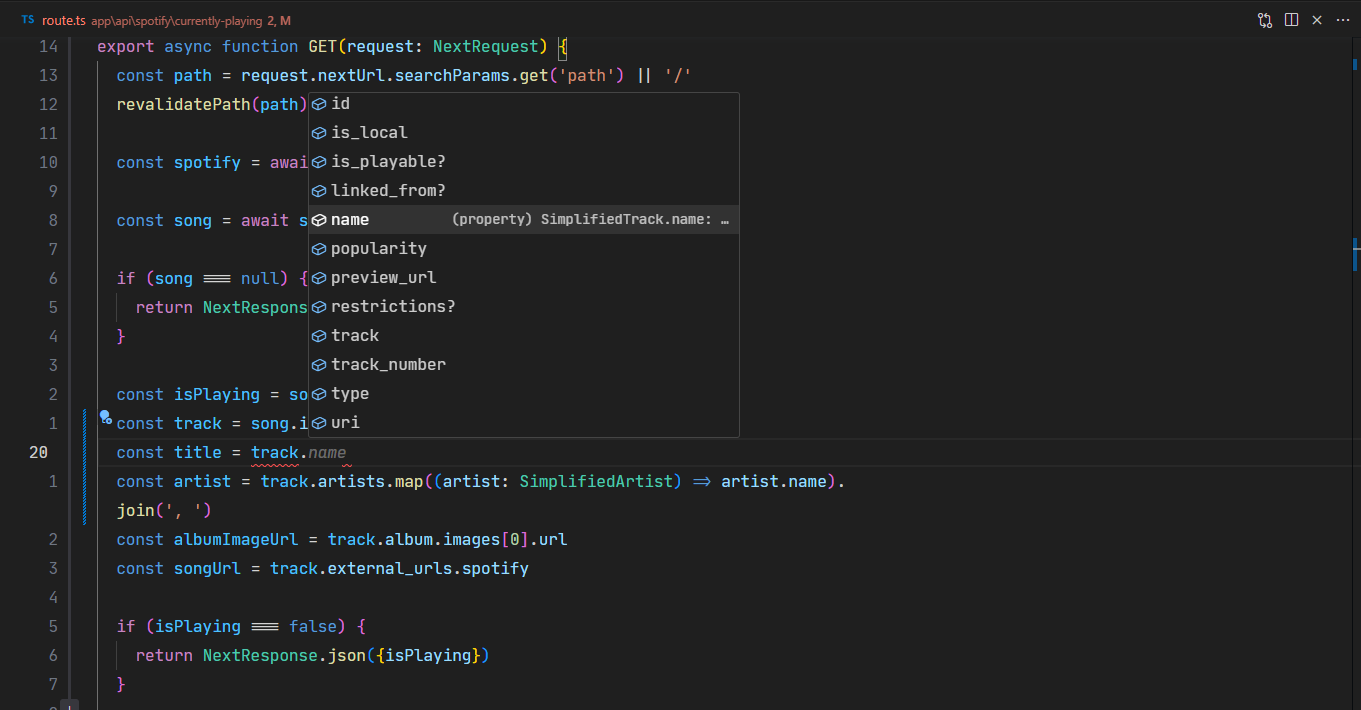 TS route.ts app\api\spotify\currently-playing 2, M
14 export async function GET(request: NextRequest) {
13 const path = request.nextUrl.searchParams.get('path') || '/'
12 revalidatePath(path)
id
11
is_local
10 const spotify = awai
is_playable?
9
linked_from?
8 const song = await s
name (property) SimplifiedTrack.name: …
7
popularity
6 if (song === null) {
preview_url
5 return NextRespons
restrictions?
4 }
track
3
track_number
2 const isPlaying = so
type
1 const track = song.i
uri
20 const title = track.name
1 const artist = track.artists.map((artist: SimplifiedArtist) => artist.name).
join(', ')
2 const albumImageUrl = track.album.images[0].url
3 const songUrl = track.external_urls.spotify
4
5 if (isPlaying === false) {
6 return NextResponse.json({isPlaying})
7 }